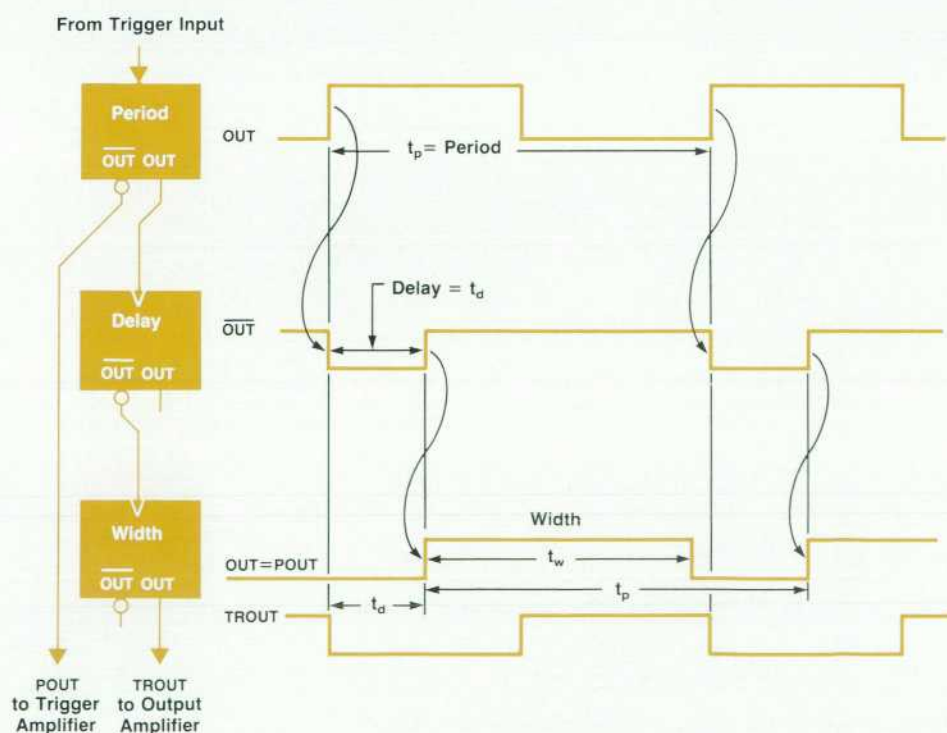 From Trigger Input
Period
OUT OUT
OUT
tp= Period
Delay
OUT OUT
OUT
Delay = td
Width
OUT OUT
Width
OUT=POUT
tw
tp
TROUT
td
POUT
to Trigger
Amplifier
TROUT
to Output
Amplifier